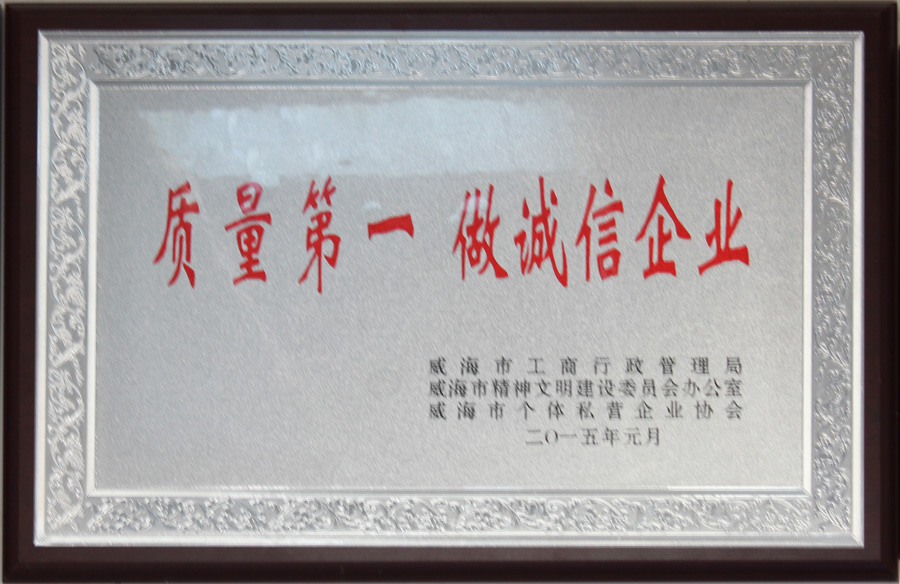 质量第一 做诚信企业
威海市工商行政管理局
威海市精神文明建设委员会办公室
威海市个体私营企业协会
二〇一五年元月